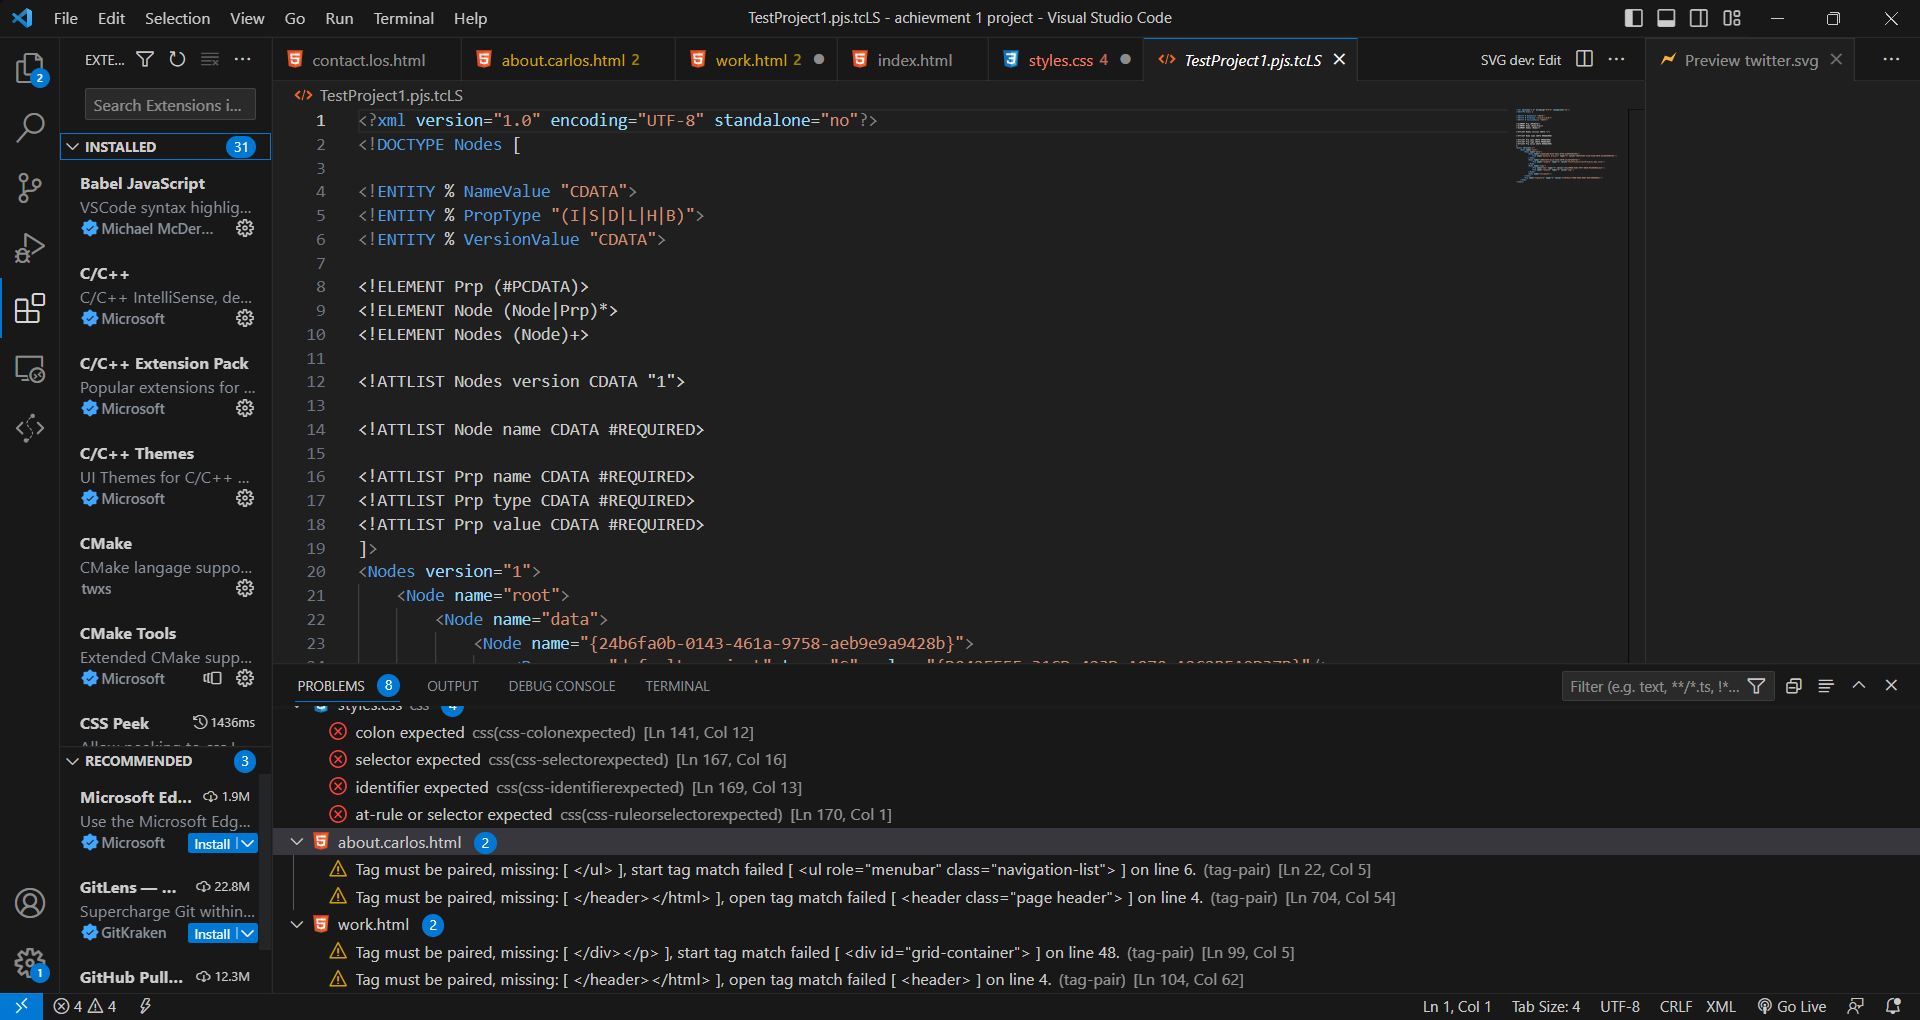 File Edit Selection View Go Run Terminal Help
TestProject1.pjs.tcLS - achievment 1 project - Visual Studio Code
EXTE...
contact.los.html
about.carlos.html 2
work.html 2
index.html
styles.css 4
TestProject1.pjs.tcLS
SVG dev: Edit
Preview twitter.svg
2
Search Extensions i...
INSTALLED 31
Babel JavaScript
VSCode syntax highlig...
Michael McDer...
C/C++
C/C++ IntelliSense, de...
Microsoft
C/C++ Extension Pack
Popular extensions for ...
Microsoft
C/C++ Themes
UI Themes for C/C++ ...
Microsoft
CMake
CMake langage suppo...
twxs
CMake Tools
Extended CMake supp...
Microsoft
CSS Peek 1436ms
RECOMMENDED 3
Microsoft Ed... 1.9M
Use the Microsoft Edg...
Microsoft Install
GitLens — ... 22.8M
Supercharge Git within...
GitKraken Install
GitHub Pull... 12.3M
1
TestProject1.pjs.tcLS
1 <?xml version="1.0" encoding="UTF-8" standalone="no"?>
2 <!DOCTYPE Nodes [
3
4 <!ENTITY % NameValue "CDATA">
5 <!ENTITY % PropType "(I|S|D|L|H|B)">
6 <!ENTITY % VersionValue "CDATA">
7
8 <!ELEMENT Prp (#PCDATA)>
9 <!ELEMENT Node (Node|Prp)*>
10 <!ELEMENT Nodes (Node)+>
11
12 <!ATTLIST Nodes version CDATA "1">
13
14 <!ATTLIST Node name CDATA #REQUIRED>
15
16 <!ATTLIST Prp name CDATA #REQUIRED>
17 <!ATTLIST Prp type CDATA #REQUIRED>
18 <!ATTLIST Prp value CDATA #REQUIRED>
19 ]>
20 <Nodes version="1">
21 <Node name="root">
22 <Node name="data">
23 <Node name="{24b6fa0b-0143-461a-9758-aeb9e9a9428b}">
PROBLEMS 8 OUTPUT DEBUG CONSOLE TERMINAL
Filter (e.g. text, **/*.ts, !*...
styles.css css 4
colon expected css(css-colonexpected) [Ln 141, Col 12]
selector expected css(css-selectorexpected) [Ln 167, Col 16]
identifier expected css(css-identifierexpected) [Ln 169, Col 13]
at-rule or selector expected css(css-ruleorselectorexpected) [Ln 170, Col 1]
about.carlos.html 2
Tag must be paired, missing: [ </ul> ], start tag match failed [ <ul role="menubar" class="navigation-list"> ] on line 6. (tag-pair) [Ln 22, Col 5]
Tag must be paired, missing: [ </header></html> ], open tag match failed [ <header class="page header"> ] on line 4. (tag-pair) [Ln 704, Col 54]
work.html 2
Tag must be paired, missing: [ </div></p> ], start tag match failed [ <div id="grid-container"> ] on line 48. (tag-pair) [Ln 99, Col 5]
Tag must be paired, missing: [ </header></html> ], open tag match failed [ <header> ] on line 4. (tag-pair) [Ln 104, Col 62]
4 4
Ln 1, Col 1 Tab Size: 4 UTF-8 CRLF XML Go Live